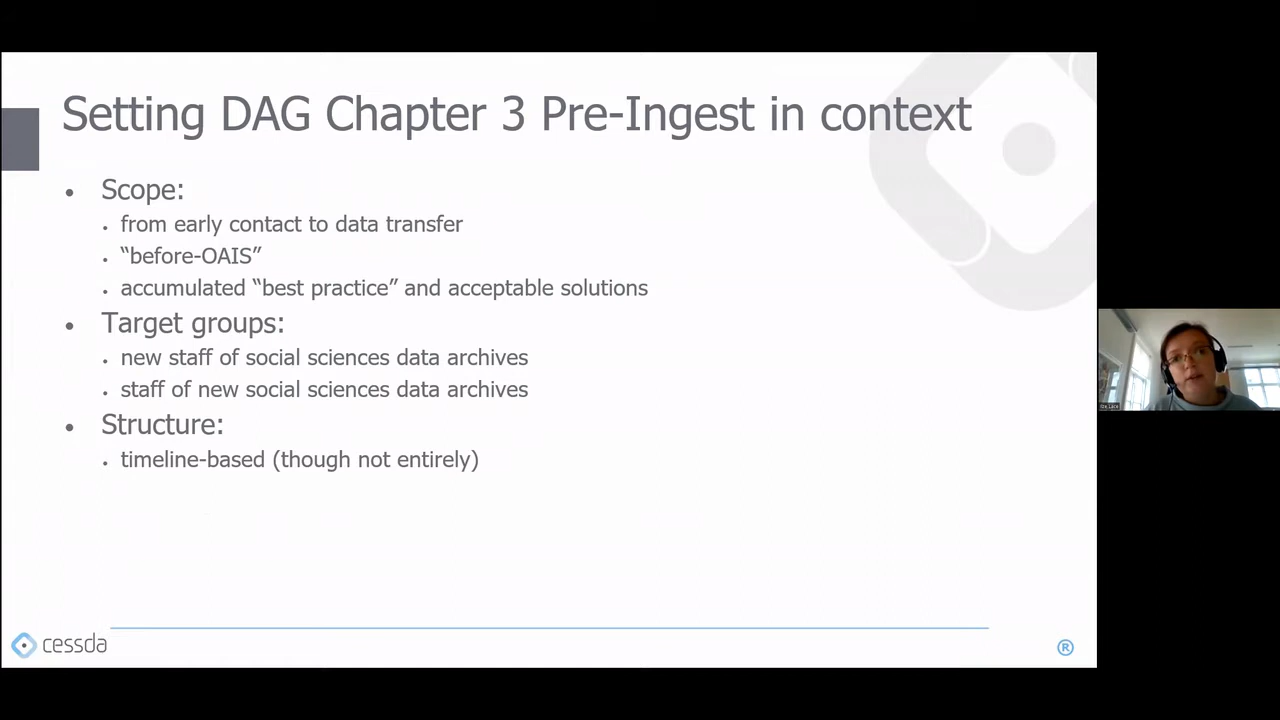 Setting DAG Chapter 3 Pre-Ingest in context
• Scope:
• from early contact to data transfer
• “before-OAIS”
• accumulated “best practice” and acceptable solutions
• Target groups:
• new staff of social sciences data archives
• staff of new social sciences data archives
• Structure:
• timeline-based (though not entirely)
cessda
®